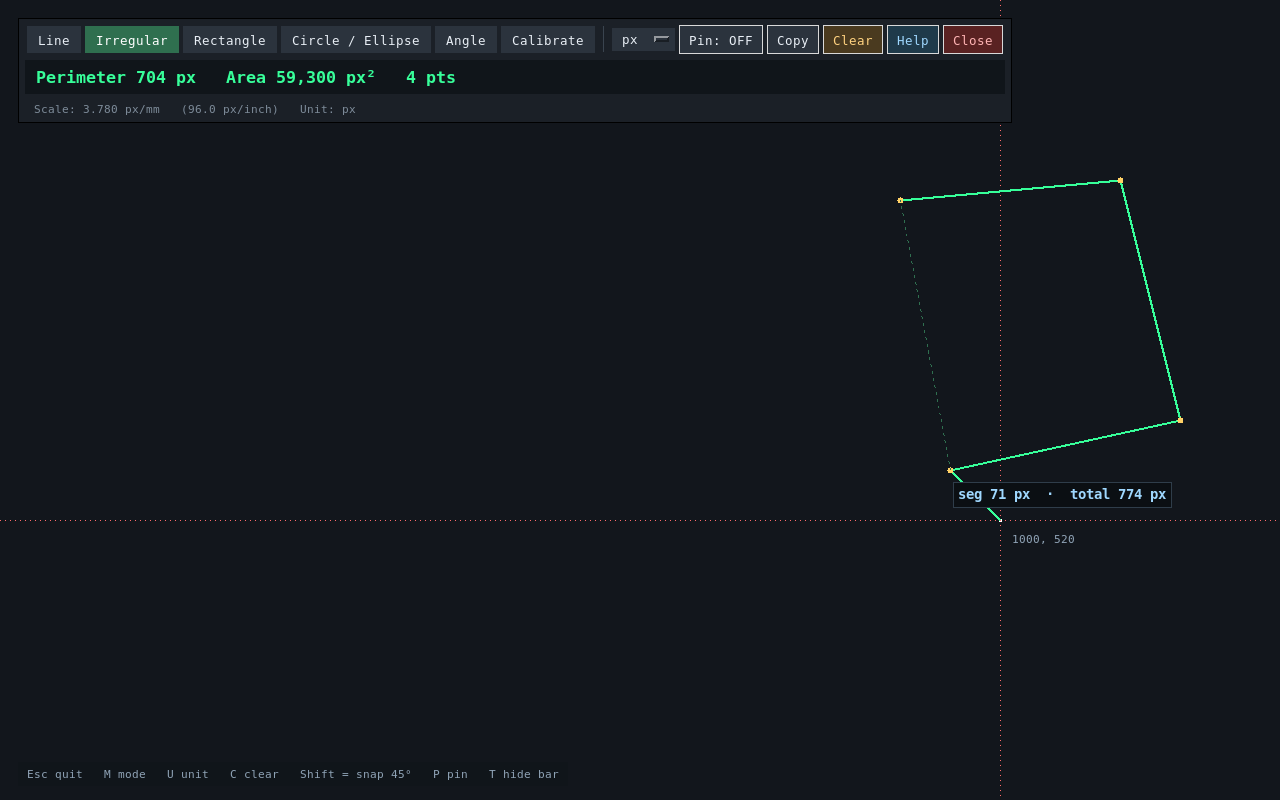 Line Irregular Rectangle Circle / Ellipse Angle Calibrate px Pin: OFF Copy Clear Help Close
Perimeter 704 px Area 59,300 px² 4 pts
Scale: 3.780 px/mm (96.0 px/inch) Unit: px
seg 71 px · total 774 px
1000, 520
Esc quit M mode U unit C clear Shift = snap 45° P pin T hide bar